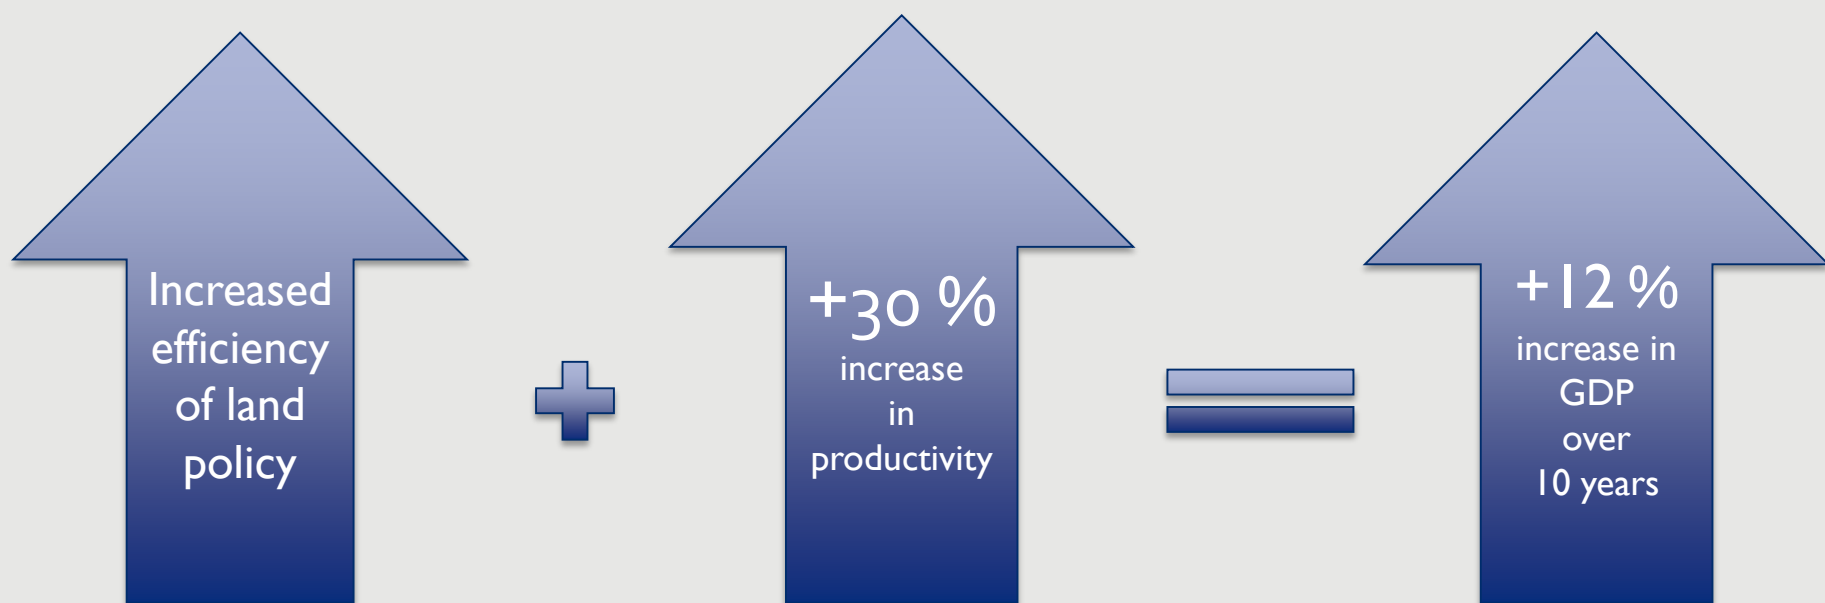 Increased
efficiency
of land
policy
+30 %
increase
in
productivity
+12 %
increase in
GDP
over
10 years